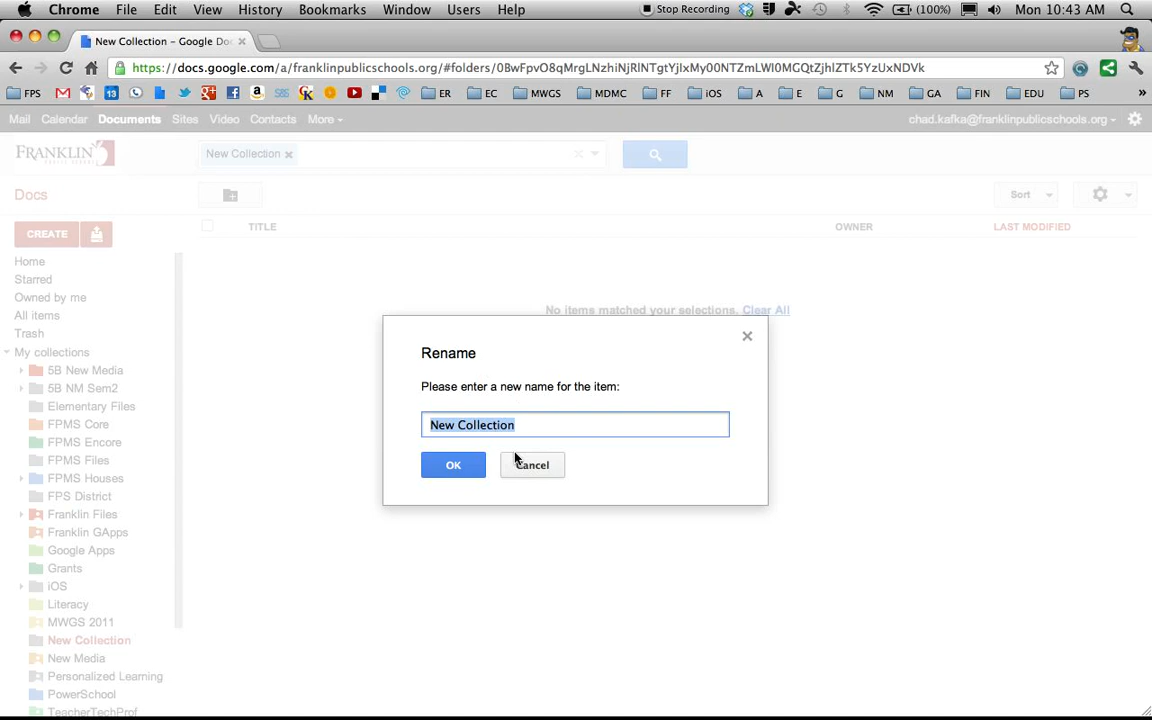 Chrome File Edit View History Bookmarks Window Users Help Stop Recording (100%) Mon 10:43 AM
New Collection - Google Do
https://docs.google.com/a/franklinpublicschools.org/#folders/0BwFpvO8qMrgLNzhiNjRlNTgtYjIxMy00NTZmLWI0MGQtZjhlZTk5YzUxNDVk
FPS 13 SBS ER EC MWGS MDMC FF iOS A E G NM GA FIN EDU PS »
Mail Calendar Documents Sites Video Contacts More chad.kafka@franklinpublicschools.org
FRANKLIN
New Collection
Docs Sort
CREATE TITLE OWNER LAST MODIFIED
Home
Starred
Owned by me
All items
Trash
No items matched your selections. Clear All
My collections
5B New Media
5B NM Sem2
Elementary Files
FPMS Core
FPMS Encore
FPMS Files
FPMS Houses
FPS District
Franklin Files
Franklin GApps
Google Apps
Grants
iOS
Literacy
MWGS 2011
New Collection
New Media
Personalized Learning
PowerSchool
TeacherTechProf
Rename
Please enter a new name for the item:
New Collection
OK Cancel